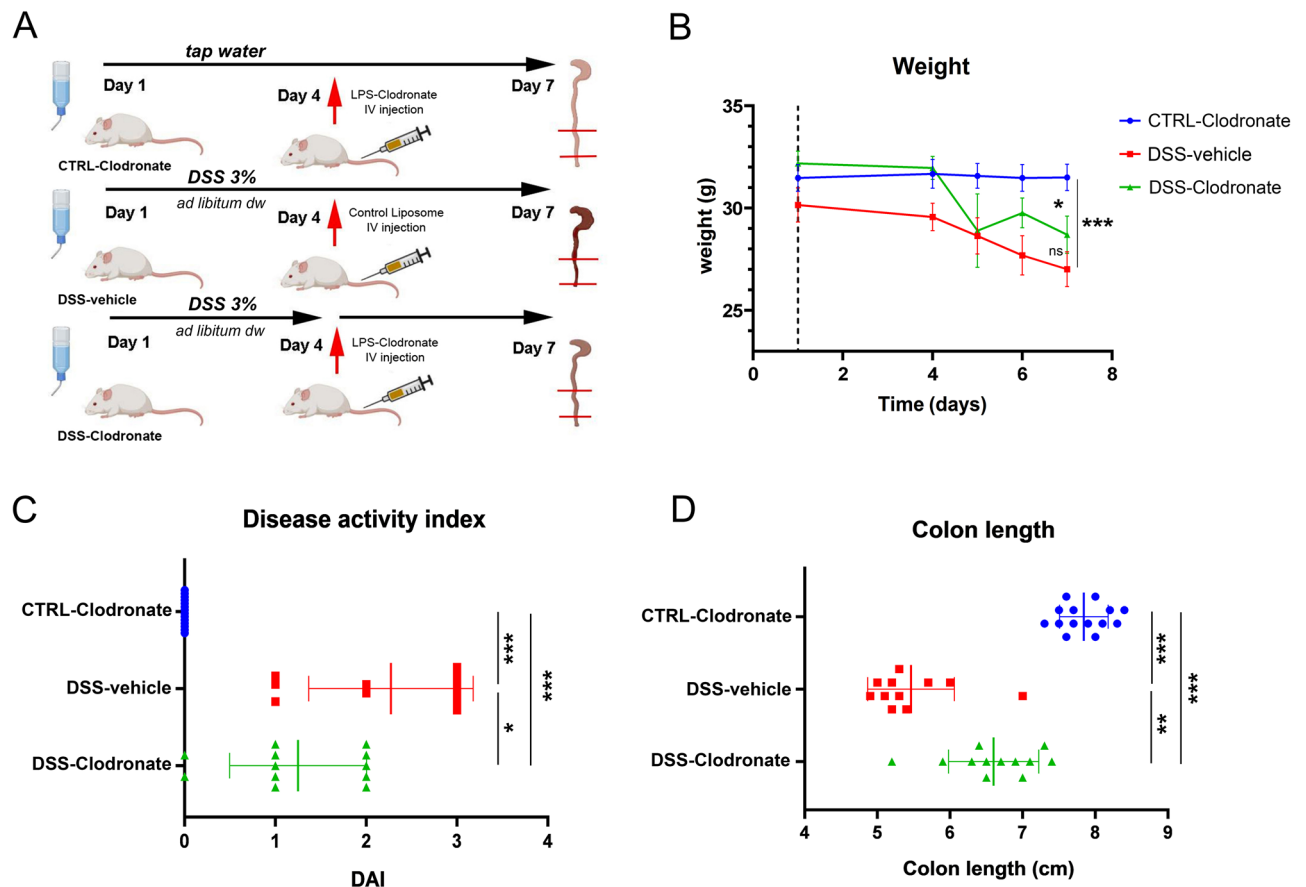 A
tap water
Day 1
Day 4
LPS-Clodronate
IV injection
Day 7
CTRL-Clodronate
DSS 3%
ad libitum dw
Day 1
Day 4
Control Liposome
IV injection
Day 7
DSS-vehicle
DSS 3%
ad libitum dw
Day 1
Day 4
LPS-Clodronate
IV injection
Day 7
DSS-Clodronate
B
Weight
35
30
25
weight (g)
0 2 4 6 8
Time (days)
CTRL-Clodronate
DSS-vehicle
DSS-Clodronate
*
***
ns
C
Disease activity index
CTRL-Clodronate
DSS-vehicle
DSS-Clodronate
***
*
***
0 1 2 3 4
DAI
D
Colon length
CTRL-Clodronate
DSS-vehicle
DSS-Clodronate
***
**
***
4 5 6 7 8 9
Colon length (cm)